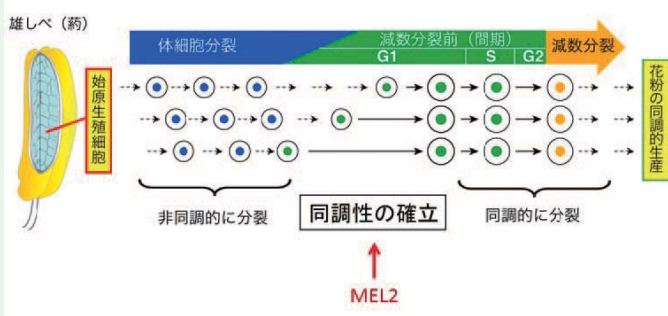 雄しべ（葯）
体細胞分裂
減数分裂前（間期）
G1
S
G2
減数分裂
始原生殖細胞
花粉の同調的生産
非同調的に分裂
同調性の確立
同調的に分裂
MEL2